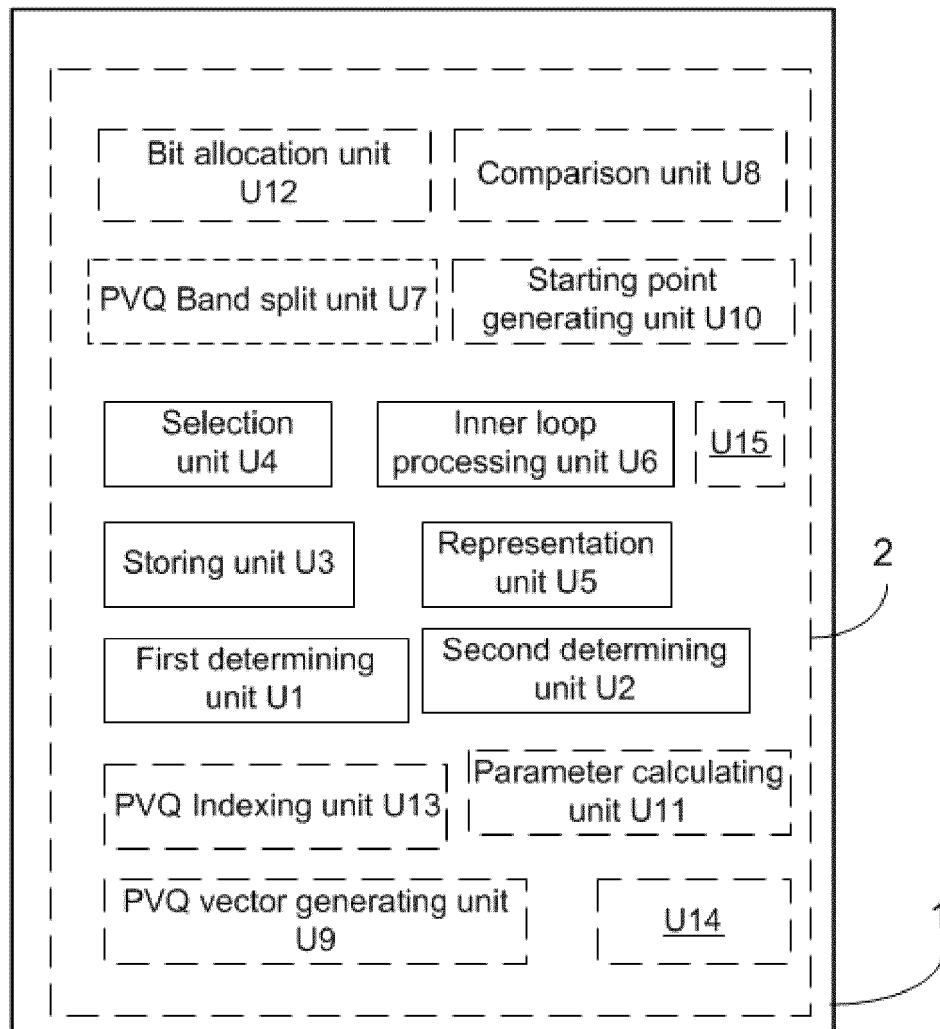 Bit allocation unit
U12
Comparison unit U8
PVQ Band split unit U7
Starting point
generating unit U10
Selection
unit U4
Inner loop
processing unit U6
U15
Storing unit U3
Representation
unit U5
2
First determining
unit U1
Second determining
unit U2
PVQ Indexing unit U13
Parameter calculating
unit U11
PVQ vector generating unit
U9
U14
1